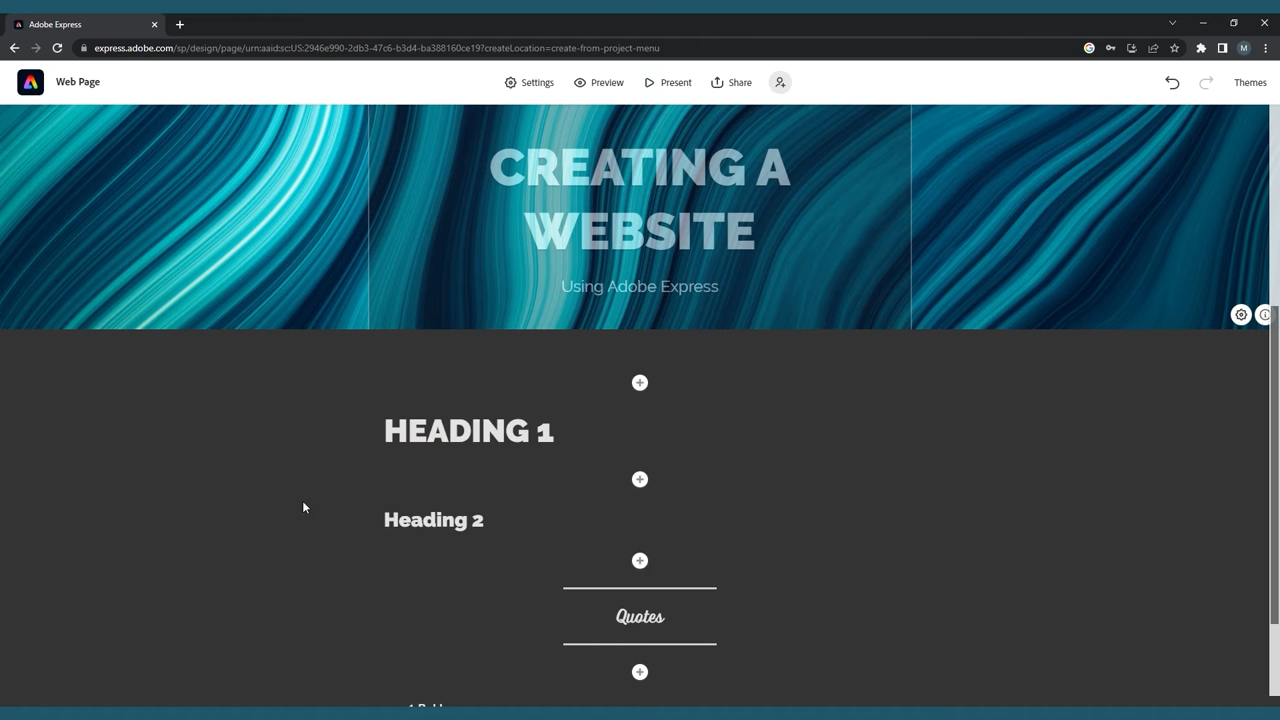 Adobe Express
express.adobe.com/sp/design/page/urn:aaid:sc:US:2946e990-2db3-47c6-b3d4-ba388160ce19?createLocation=create-from-project-menu
M
Web Page
Settings
Preview
Present
Share
Themes
CREATING A
WEBSITE
Using Adobe Express
HEADING 1
Heading 2
Quotes